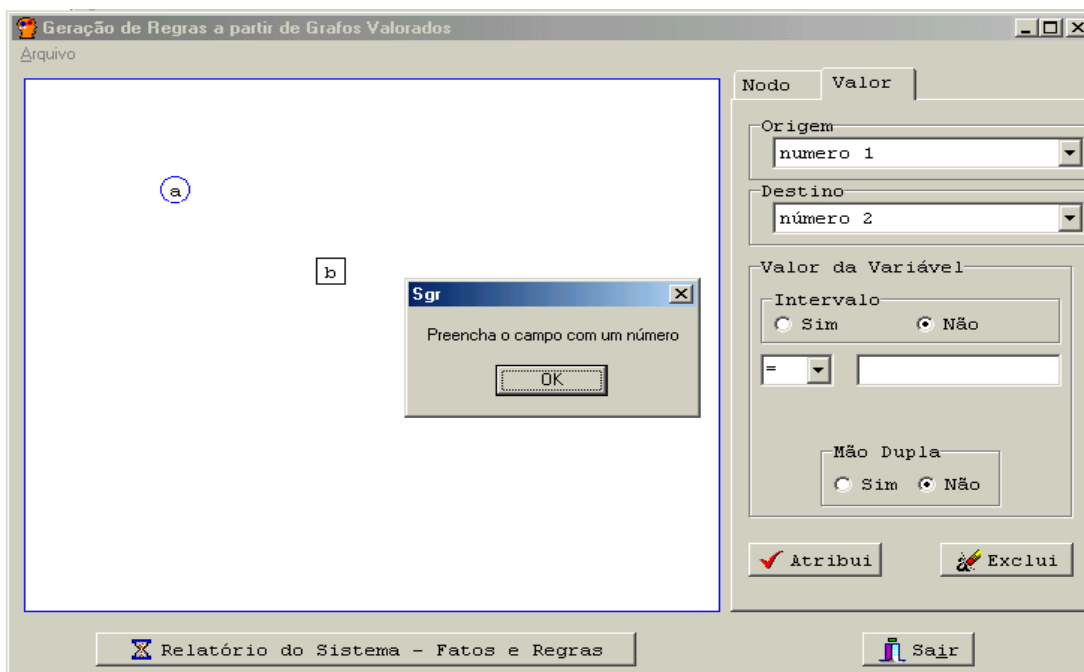 Geração de Regras a partir de Grafos Valorados
Arquivo
Nodo Valor
a
b
Origem
numero 1
Destino
número 2
Valor da Variável
Intervalo
Sim Não
=
Mão Dupla
Sim Não
Atribui Exclui
Sgr
Preencha o campo com um número
OK
Relatório do Sistema - Fatos e Regras
Sair